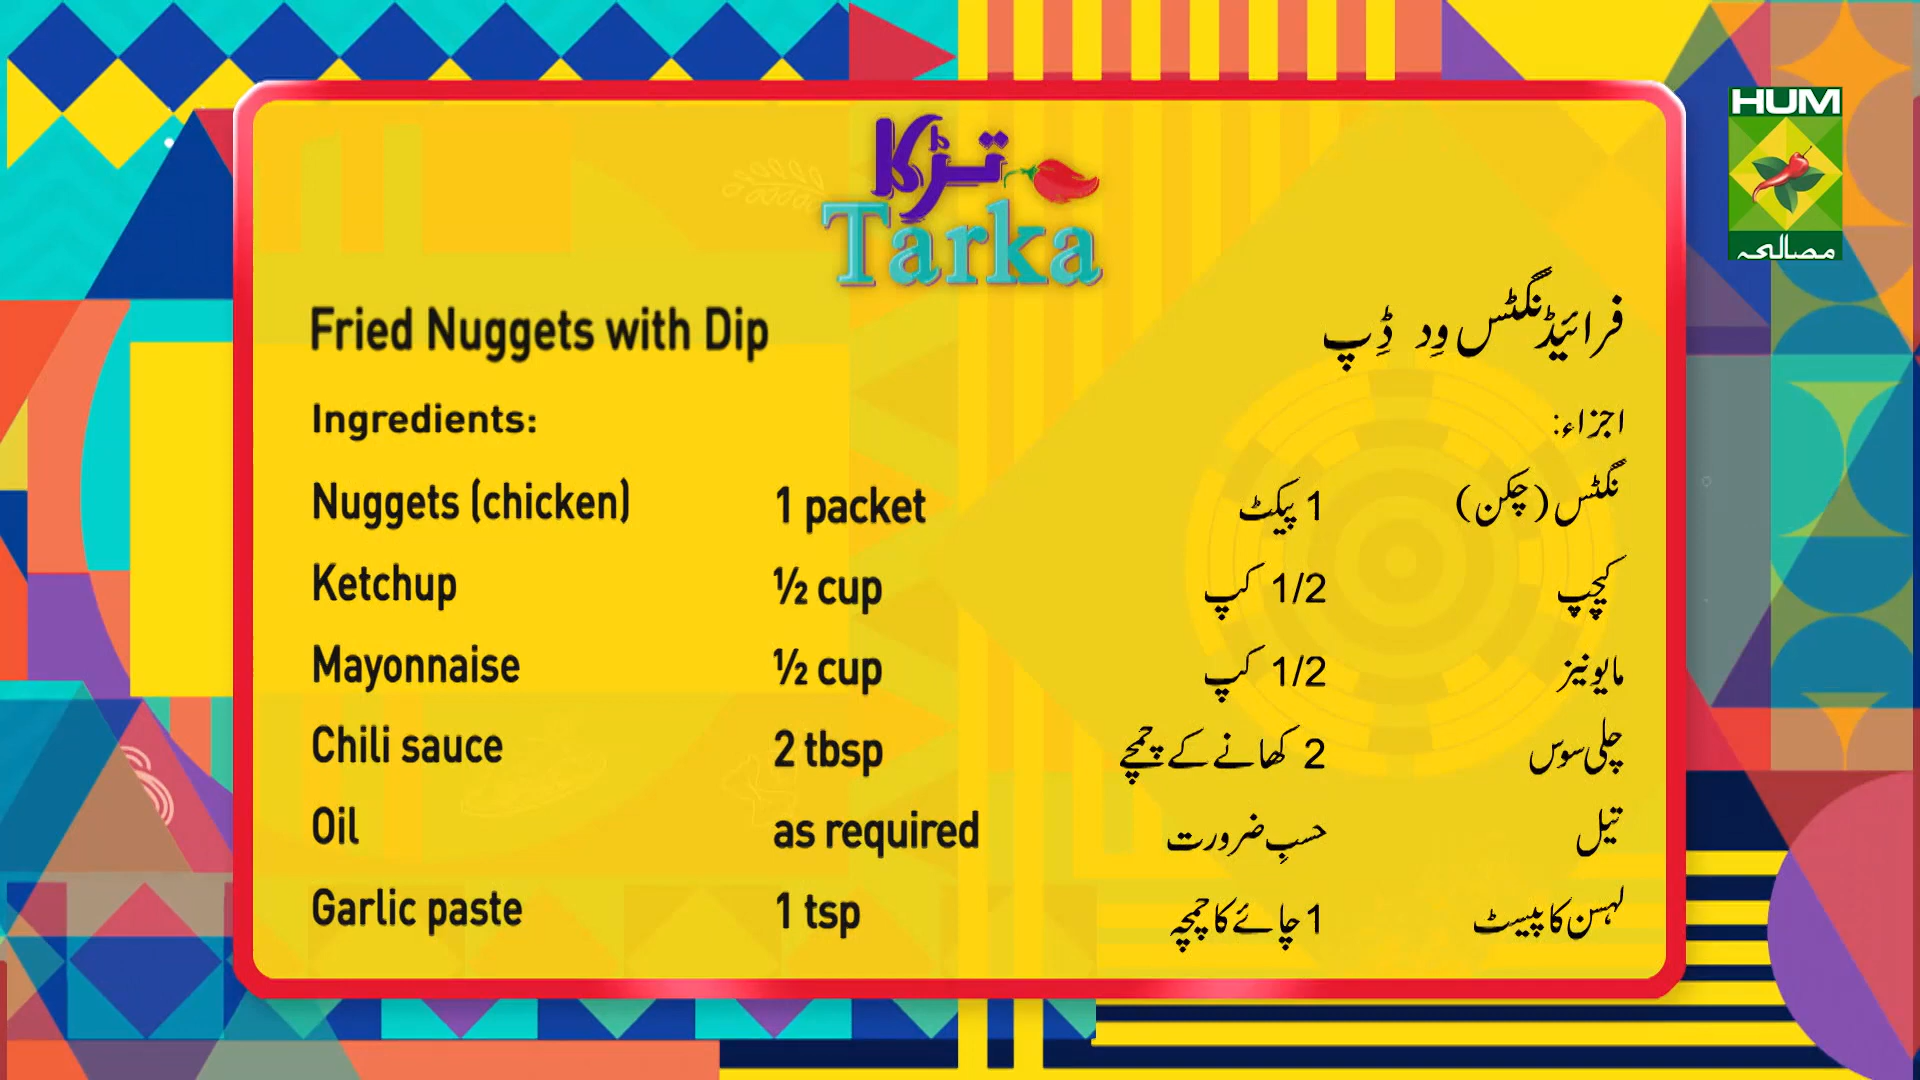 HUM
مصالحہ
تڑکا
Tarka
Fried Nuggets with Dip فرائیڈ نگٹس وِد ڈِپ
Ingredients: اجزاء:
Nuggets (chicken) 1 packet نگٹس (چکن) 1 پیکٹ
Ketchup ½ cup کیچپ 1/2 کپ
Mayonnaise ½ cup مایونیز 1/2 کپ
Chili sauce 2 tbsp چلی سوس 2 کھانے کے چمچے
Oil as required تیل حسبِ ضرورت
Garlic paste 1 tsp لہسن کا پیسٹ 1 چائے کا چمچہ